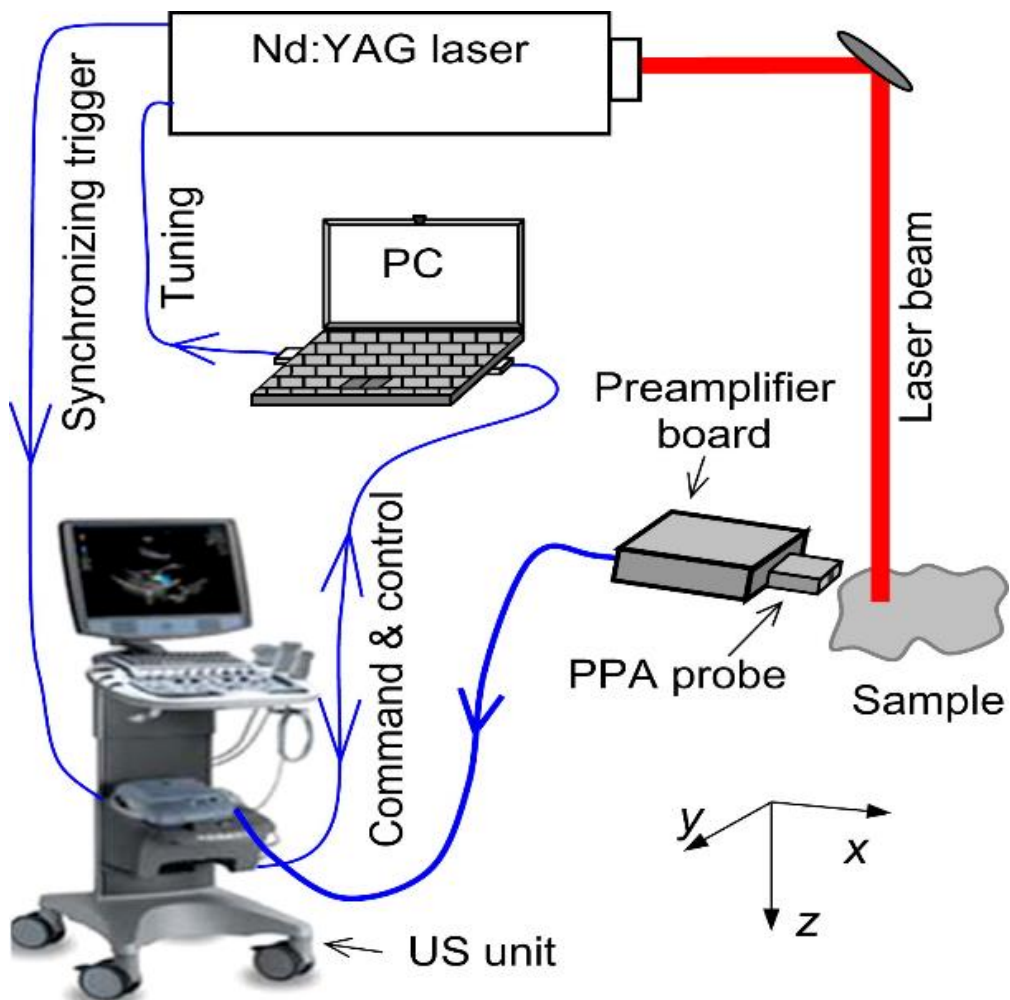 Nd:YAG laser
Synchronizing trigger
Tuning
PC
Laser beam
Preamplifier
board
Command & control
PPA probe
Sample
y
x
z
US unit